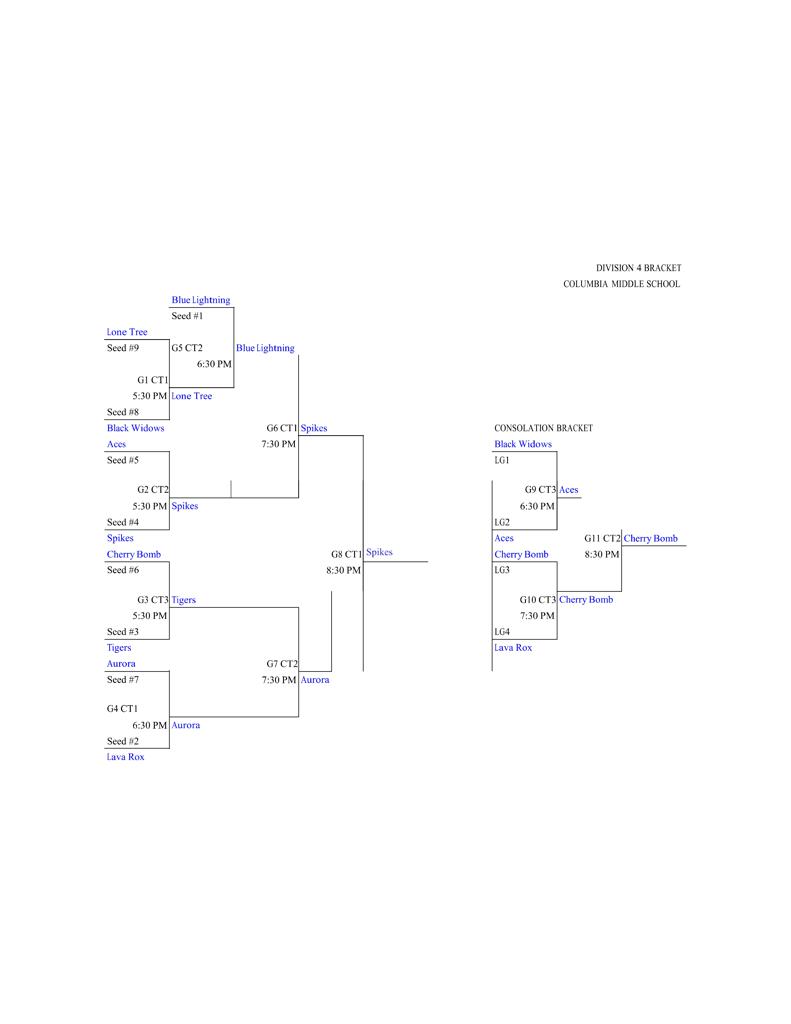 DIVISION 4 BRACKET
COLUMBIA MIDDLE SCHOOL
Blue Lightning
Seed #1
Lone Tree
Seed #9
G5 CT2
Blue Lightning
6:30 PM
G1 CT1
5:30 PM
Lone Tree
Seed #8
Black Widows
Aces
Seed #5
G6 CT1
Spikes
7:30 PM
G2 CT2
5:30 PM
Spikes
Seed #4
Spikes
Cherry Bomb
Seed #6
G8 CT1
Spikes
8:30 PM
G3 CT3
Tigers
5:30 PM
Seed #3
Tigers
Aurora
Seed #7
G7 CT2
7:30 PM
Aurora
G4 CT1
6:30 PM
Aurora
Seed #2
Lava Rox
CONSOLATION BRACKET
Black Widows
LG1
G9 CT3
Aces
6:30 PM
LG2
Aces
Cherry Bomb
LG3
G11 CT2
Cherry Bomb
8:30 PM
G10 CT3
Cherry Bomb
7:30 PM
LG4
Lava Rox